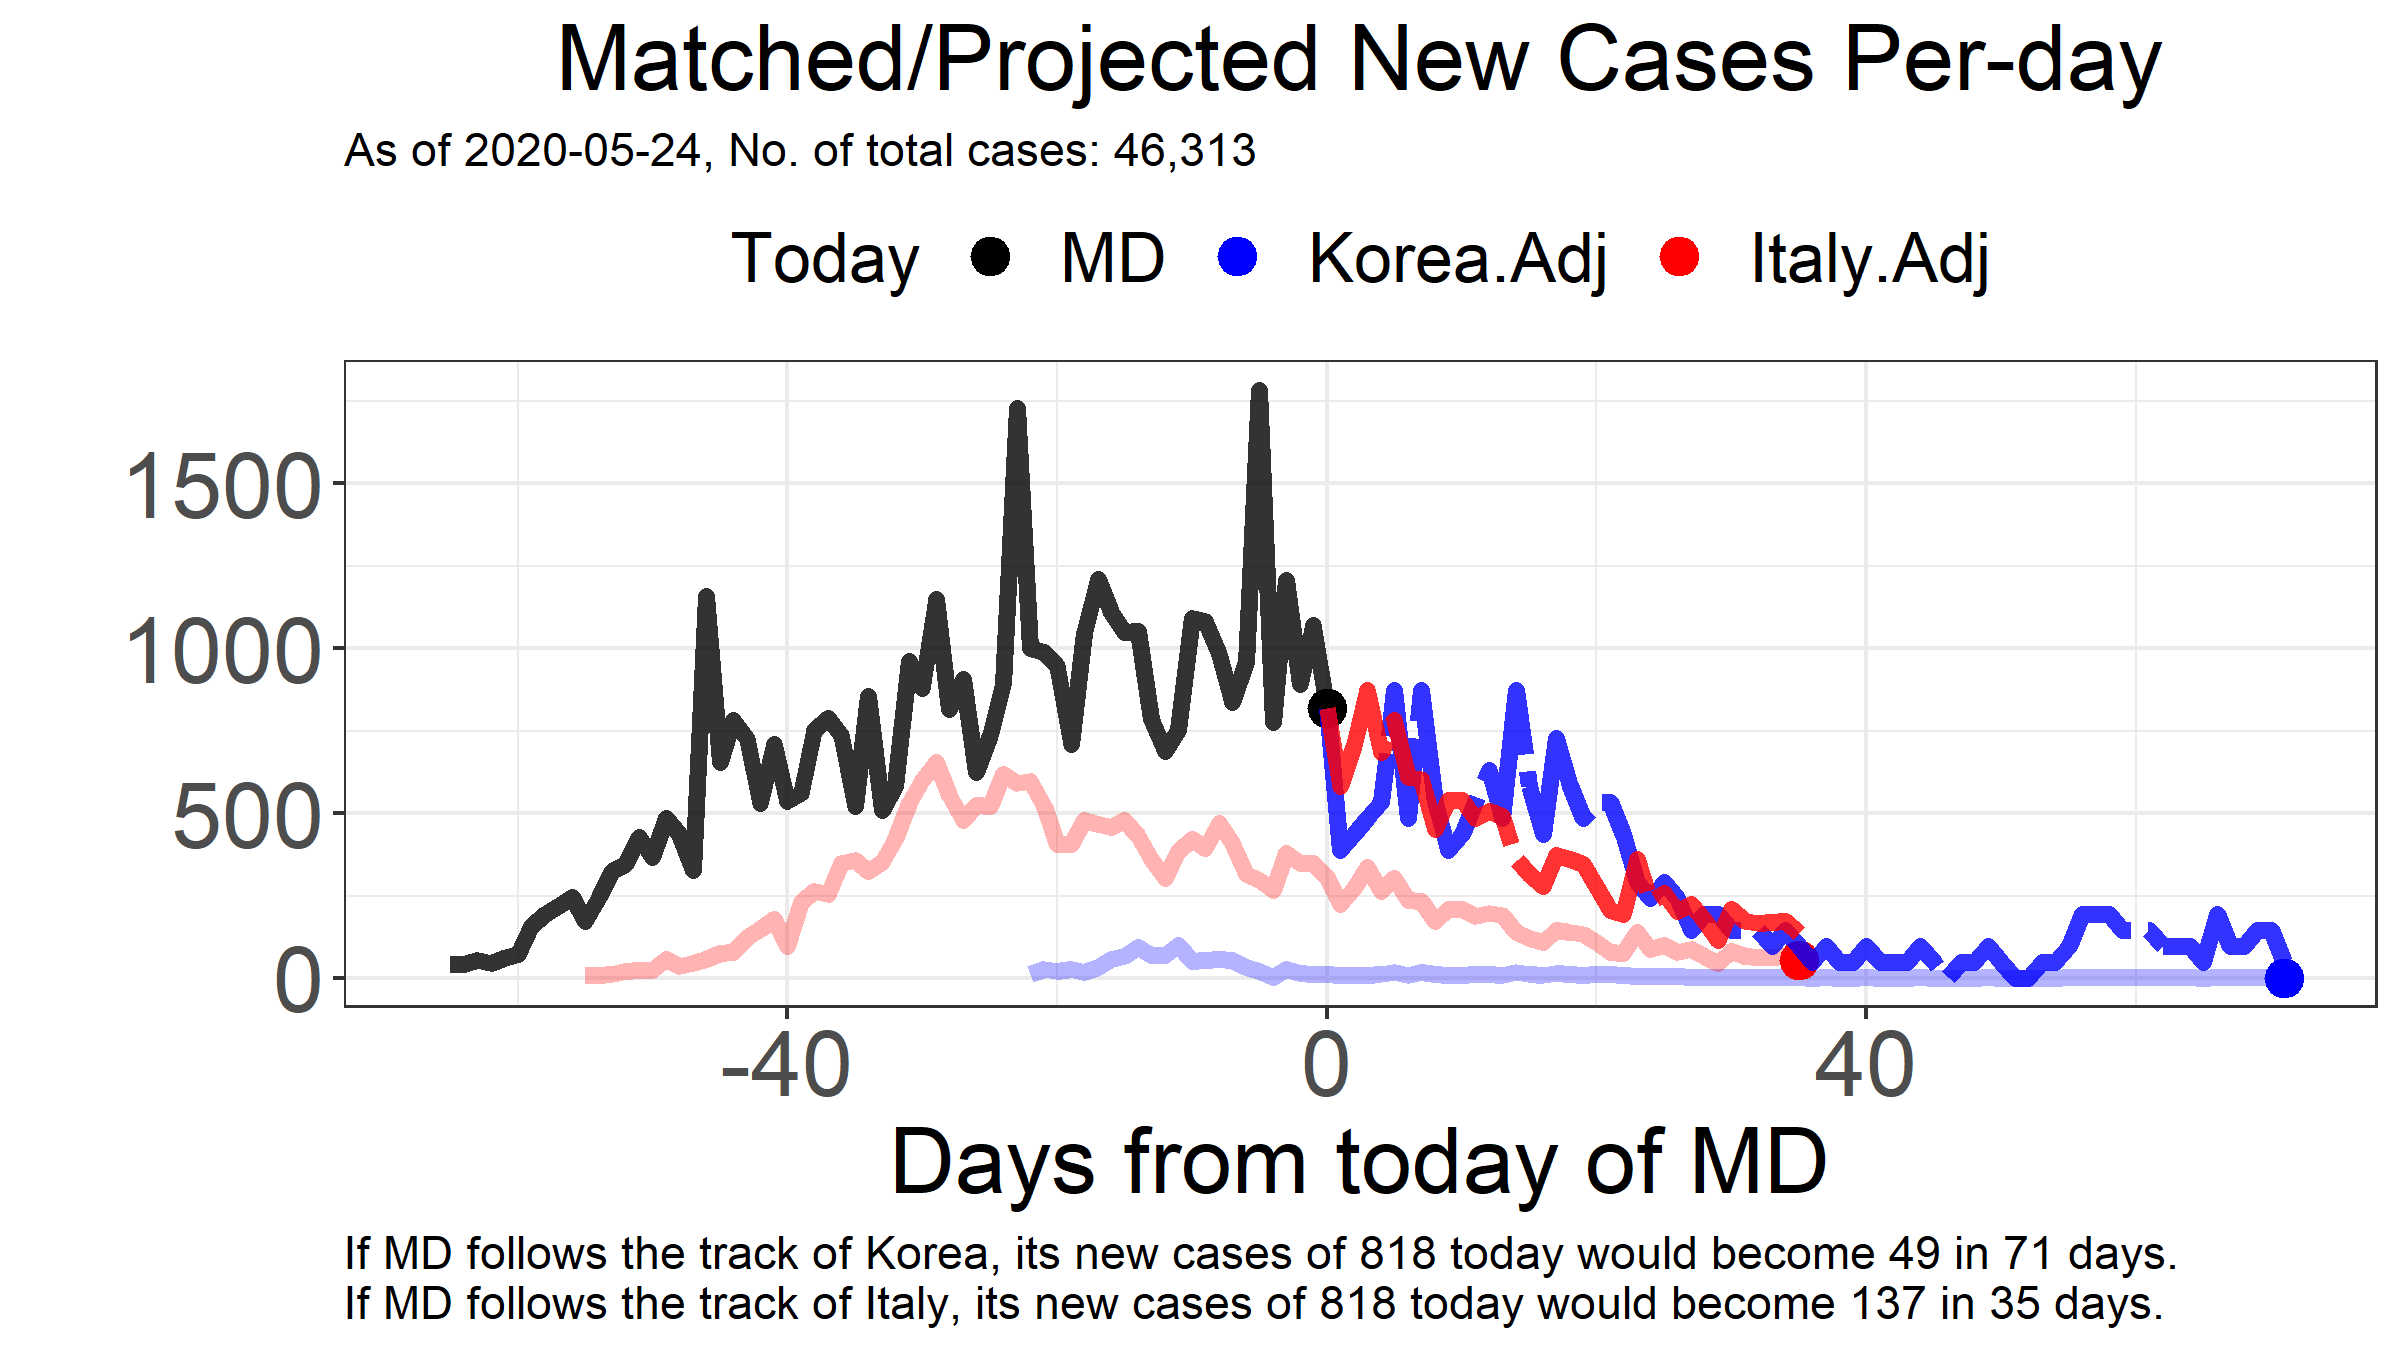 Matched/Projected New Cases Per-day
As of 2020-05-24, No. of total cases: 46,313
Today MD Korea.Adj Italy.Adj
1500
1000
500
0
-40 0 40
Days from today of MD
If MD follows the track of Korea, its new cases of 818 today would become 49 in 71 days.
If MD follows the track of Italy, its new cases of 818 today would become 137 in 35 days.